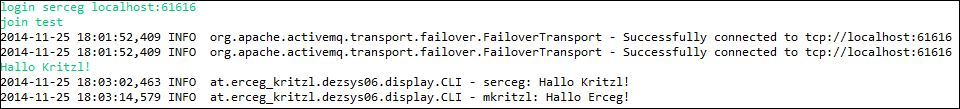 login serceg localhost:61616
join test
2014-11-25 18:01:52,409 INFO  org.apache.activemq.transport.failover.FailoverTransport - Successfully connected to tcp://localhost:61616
2014-11-25 18:01:52,409 INFO  org.apache.activemq.transport.failover.FailoverTransport - Successfully connected to tcp://localhost:61616
Hallo Kritzl!
2014-11-25 18:03:02,463 INFO  at.erceg_kritzl.dezsys06.display.CLI - serceg: Hallo Kritzl!
2014-11-25 18:03:14,579 INFO  at.erceg_kritzl.dezsys06.display.CLI - mkritzl: Hallo Erceg!